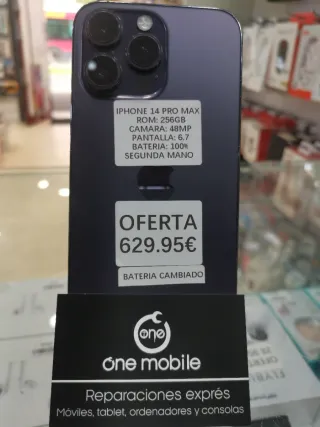 IPHONE 14 PRO MAX
ROM: 256GB
CAMARA: 48MP
PANTALLA: 6.7
BATERIA: 100%
SEGUNDA MANO
OFERTA
629.95€
BATERIA CAMBIADO
one
óne mobile
Reparaciones exprés
Móviles, tablet, ordenadores y consolas